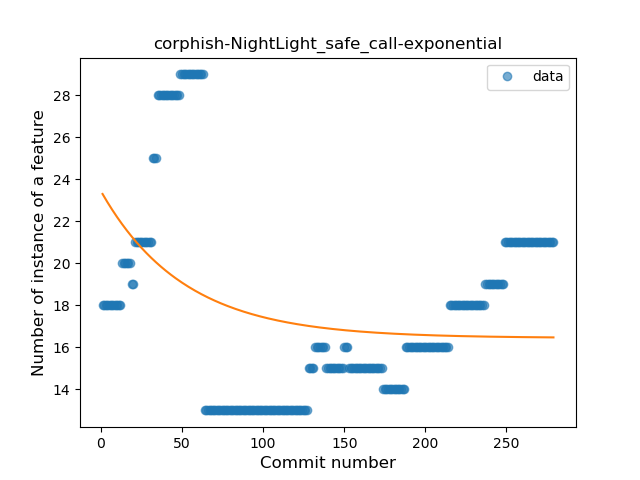 corphish-NightLight_safe_call-exponential
data
Number of instance of a feature
28
26
24
22
20
18
16
14
0 50 100 150 200 250
Commit number